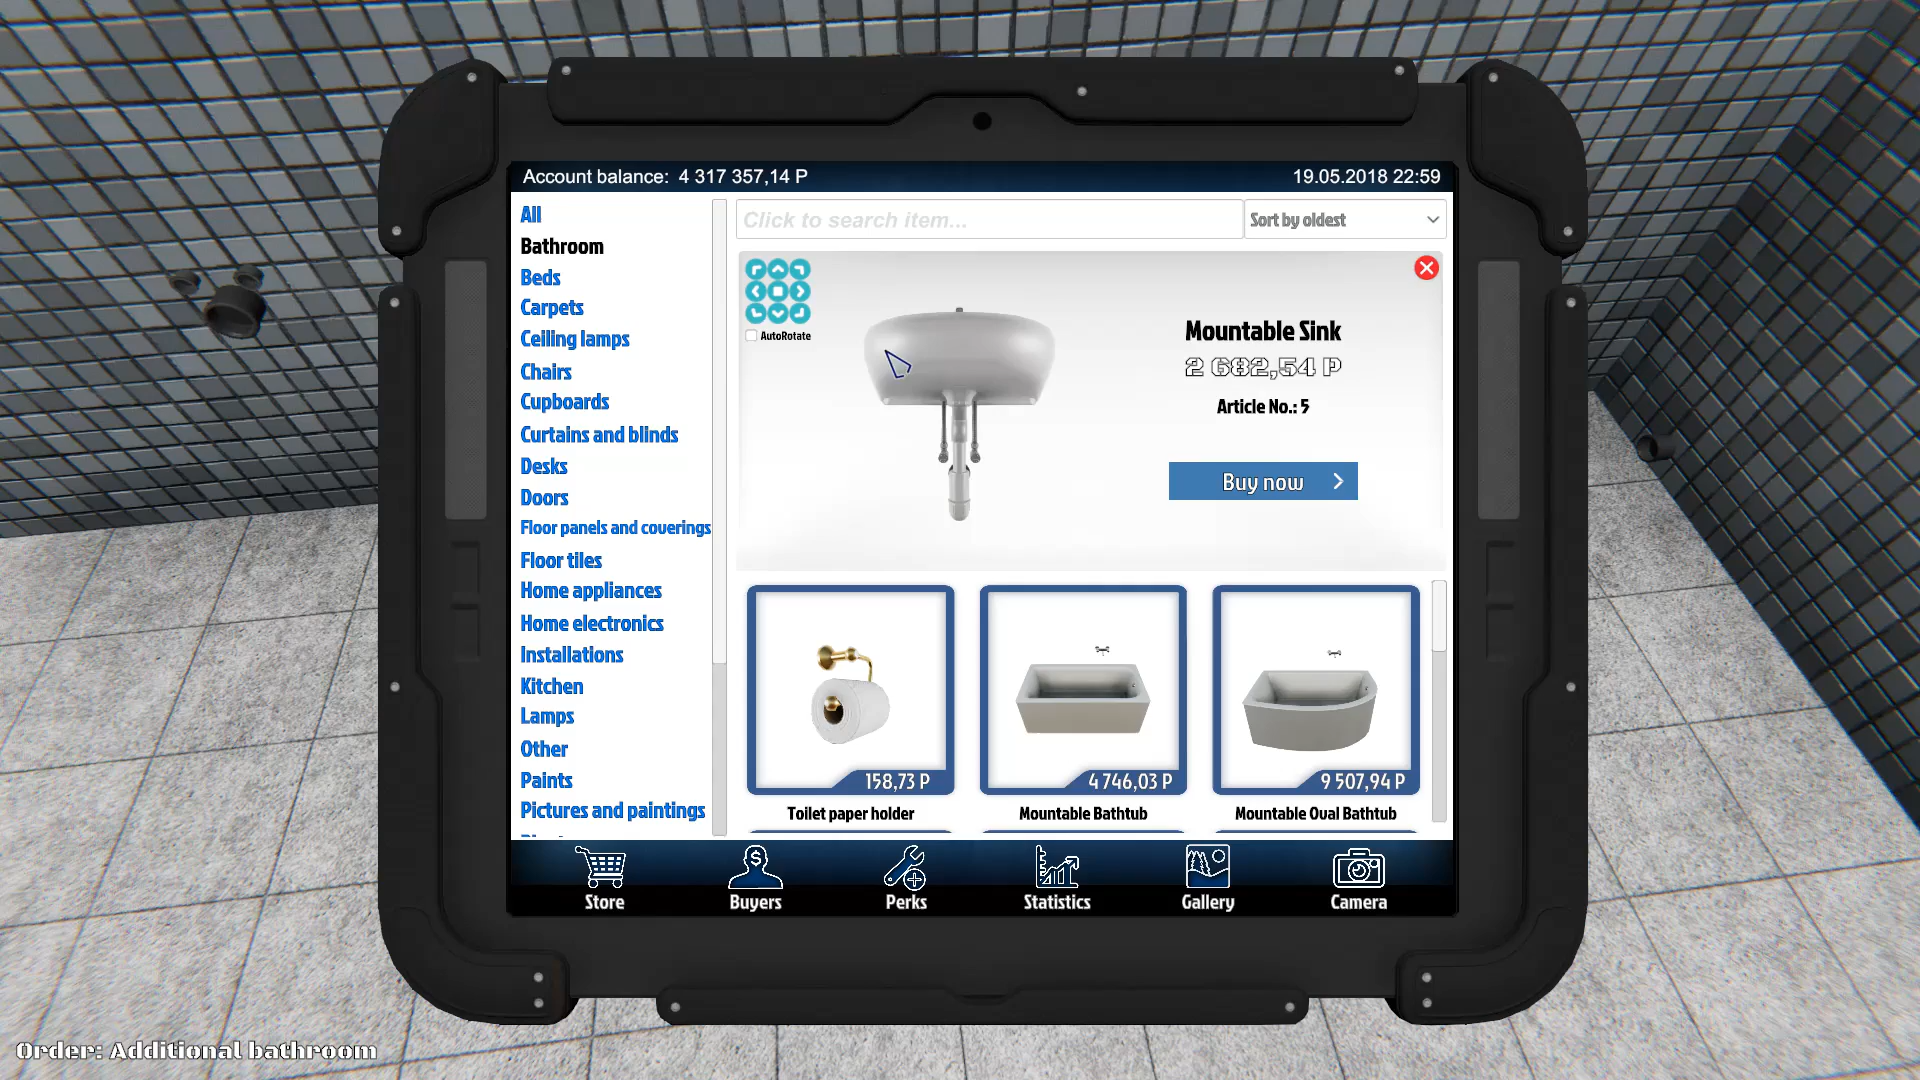 Account balance: 4 317 357,14 P
19.05.2018 22:59
All
Bathroom
Beds
Carpets
Ceiling lamps
Chairs
Cupboards
Curtains and blinds
Desks
Doors
Floor panels and coverings
Floor tiles
Home appliances
Home electronics
Installations
Kitchen
Lamps
Other
Paints
Pictures and paintings
Click to search item...
Sort by oldest
AutoRotate
Mountable Sink
2 682,54 P
Article No.: 5
Buy now
158,73 P
Toilet paper holder
4 746,03 P
Mountable Bathtub
9 507,94 P
Mountable Oval Bathtub
Store
Buyers
Perks
Statistics
Gallery
Camera
Order: Additional bathroom